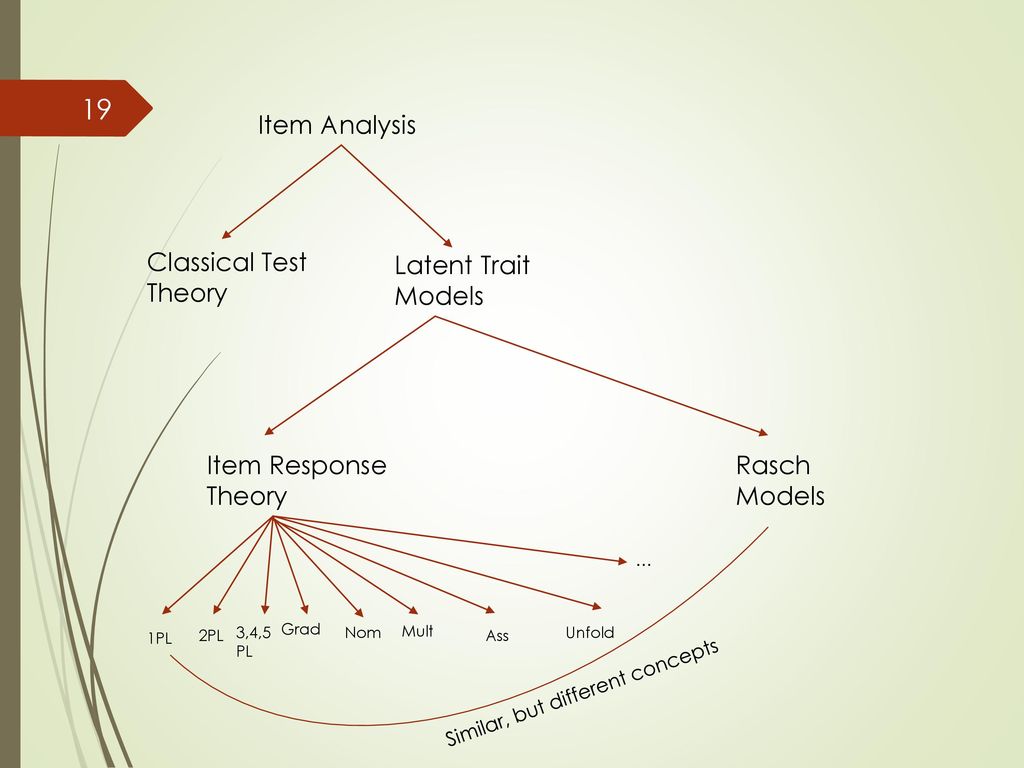 19
Item Analysis
Classical Test
Theory
Latent Trait
Models
Item Response
Theory
Rasch
Models
...
1PL
2PL
3,4,5
PL
Grad
Nom
Mult
Ass
Unfold
Similar, but different concepts